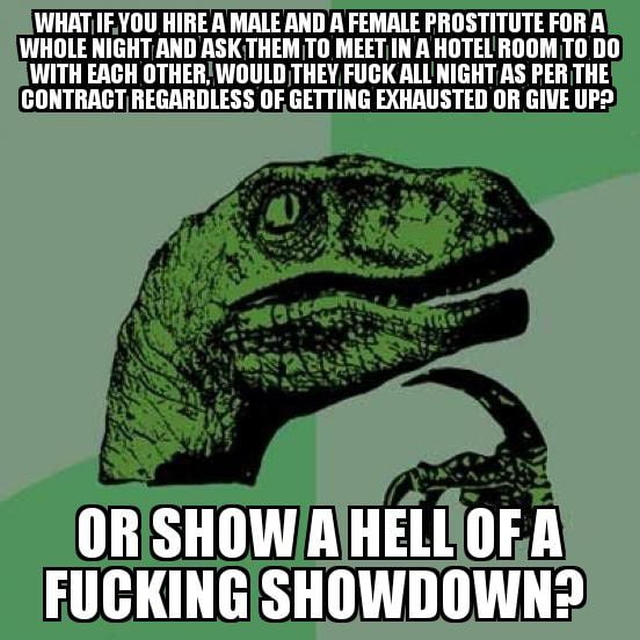 WHAT IF YOU HIRE A MALE AND A FEMALE PROSTITUTE FOR A
WHOLE NIGHT AND ASK THEM TO MEET IN A HOTEL ROOM TO DO
WITH EACH OTHER, WOULD THEY FUCK ALL NIGHT AS PER THE
CONTRACT REGARDLESS OF GETTING EXHAUSTED OR GIVE UP?
OR SHOW A HELL OF A
FUCKING SHOWDOWN?